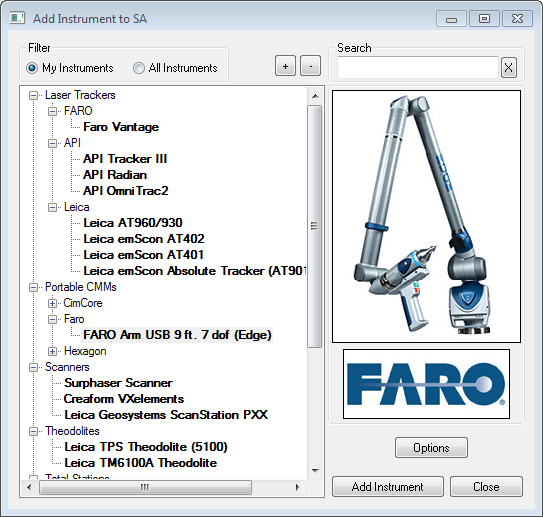 Add Instrument to SA
Filter
My Instruments
All Instruments
+
-
Search
X
Laser Trackers
FARO
Faro Vantage
API
API Tracker III
API Radian
API OmniTrac2
Leica
Leica AT960/930
Leica emScon AT402
Leica emScon AT401
Leica emScon Absolute Tracker (AT901
Portable CMMs
CimCore
Faro
FARO Arm USB 9 ft. 7 dof (Edge)
Hexagon
Scanners
Surphaser Scanner
Creaform VXelements
Leica Geosystems ScanStation PXX
Theodolites
Leica TPS Theodolite (5100)
Leica TM6100A Theodolite
Total Stations
EDGE
FARO®
Options
Add Instrument
Close